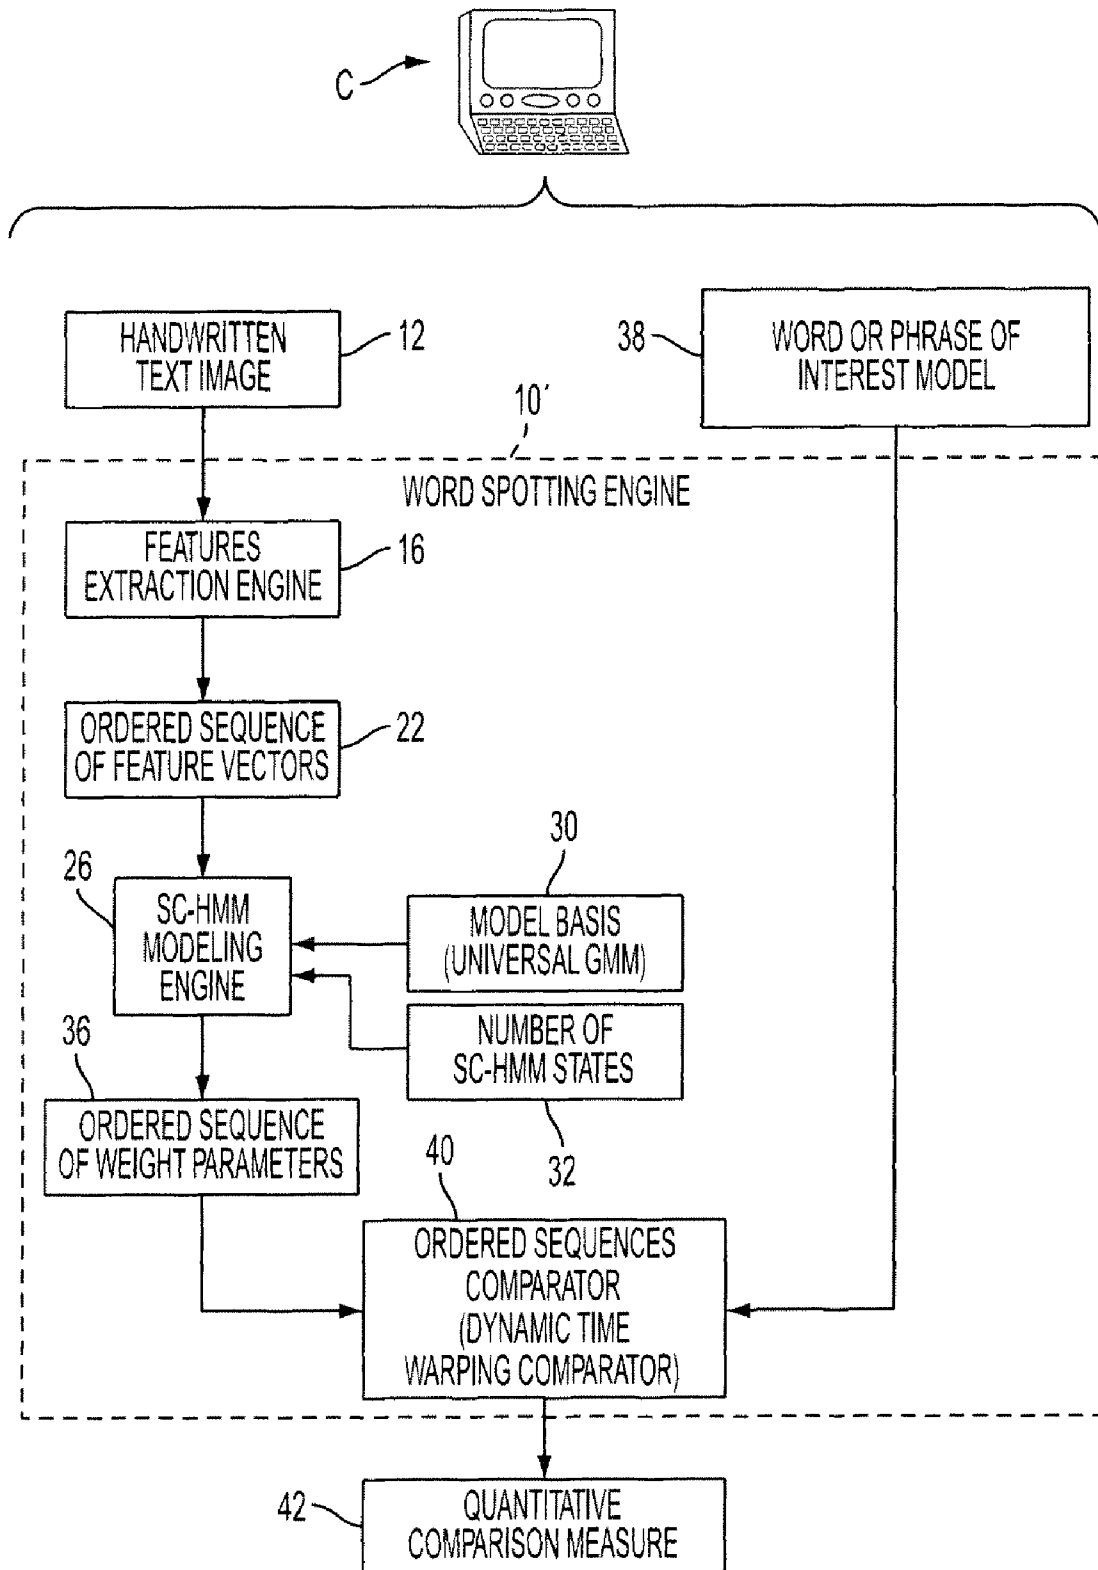 C
HANDWRITTEN
TEXT IMAGE
12
38
WORD OR PHRASE OF
INTEREST MODEL
10'
WORD SPOTTING ENGINE
FEATURES
EXTRACTION ENGINE
16
ORDERED SEQUENCE
OF FEATURE VECTORS
22
26
SC-HMM
MODELING
ENGINE
30
MODEL BASIS
(UNIVERSAL GMM)
NUMBER OF
SC-HMM STATES
32
36
ORDERED SEQUENCE
OF WEIGHT PARAMETERS
40
ORDERED SEQUENCES
COMPARATOR
(DYNAMIC TIME
WARPING COMPARATOR)
42
QUANTITATIVE
COMPARISON MEASURE